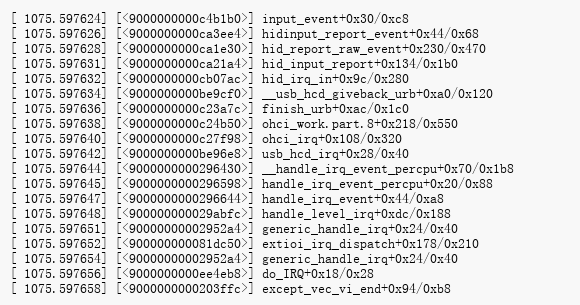 [ 1075.597624] [<9000000000c4b1b0>] input_event+0x30/0xc8
[ 1075.597626] [<9000000000ca3ee4>] hidinput_report_event+0x44/0x68
[ 1075.597628] [<9000000000ca1e30>] hid_report_raw_event+0x230/0x470
[ 1075.597631] [<9000000000ca21a4>] hid_input_report+0x134/0x1b0
[ 1075.597632] [<9000000000cb07ac>] hid_irq_in+0x9c/0x280
[ 1075.597634] [<9000000000be9cf0>] __usb_hcd_giveback_urb+0xa0/0x120
[ 1075.597636] [<9000000000c23a7c>] finish_urb+0xac/0x1c0
[ 1075.597638] [<9000000000c24b50>] ohci_work.part.8+0x218/0x550
[ 1075.597640] [<9000000000c27f98>] ohci_irq+0x108/0x320
[ 1075.597642] [<9000000000be96e8>] usb_hcd_irq+0x28/0x40
[ 1075.597644] [<9000000000296430>] __handle_irq_event_percpu+0x70/0x1b8
[ 1075.597645] [<9000000000296598>] handle_irq_event_percpu+0x20/0x88
[ 1075.597647] [<9000000000296644>] handle_irq_event+0x44/0xa8
[ 1075.597648] [<900000000029abfc>] handle_level_irq+0xdc/0x188
[ 1075.597651] [<90000000002952a4>] generic_handle_irq+0x24/0x40
[ 1075.597652] [<900000000081dc50>] extioi_irq_dispatch+0x178/0x210
[ 1075.597654] [<90000000002952a4>] generic_handle_irq+0x24/0x40
[ 1075.597656] [<9000000000ee4eb8>] do_IRQ+0x18/0x28
[ 1075.597658] [<9000000000203ffc>] except_vec_vi_end+0x94/0xb8